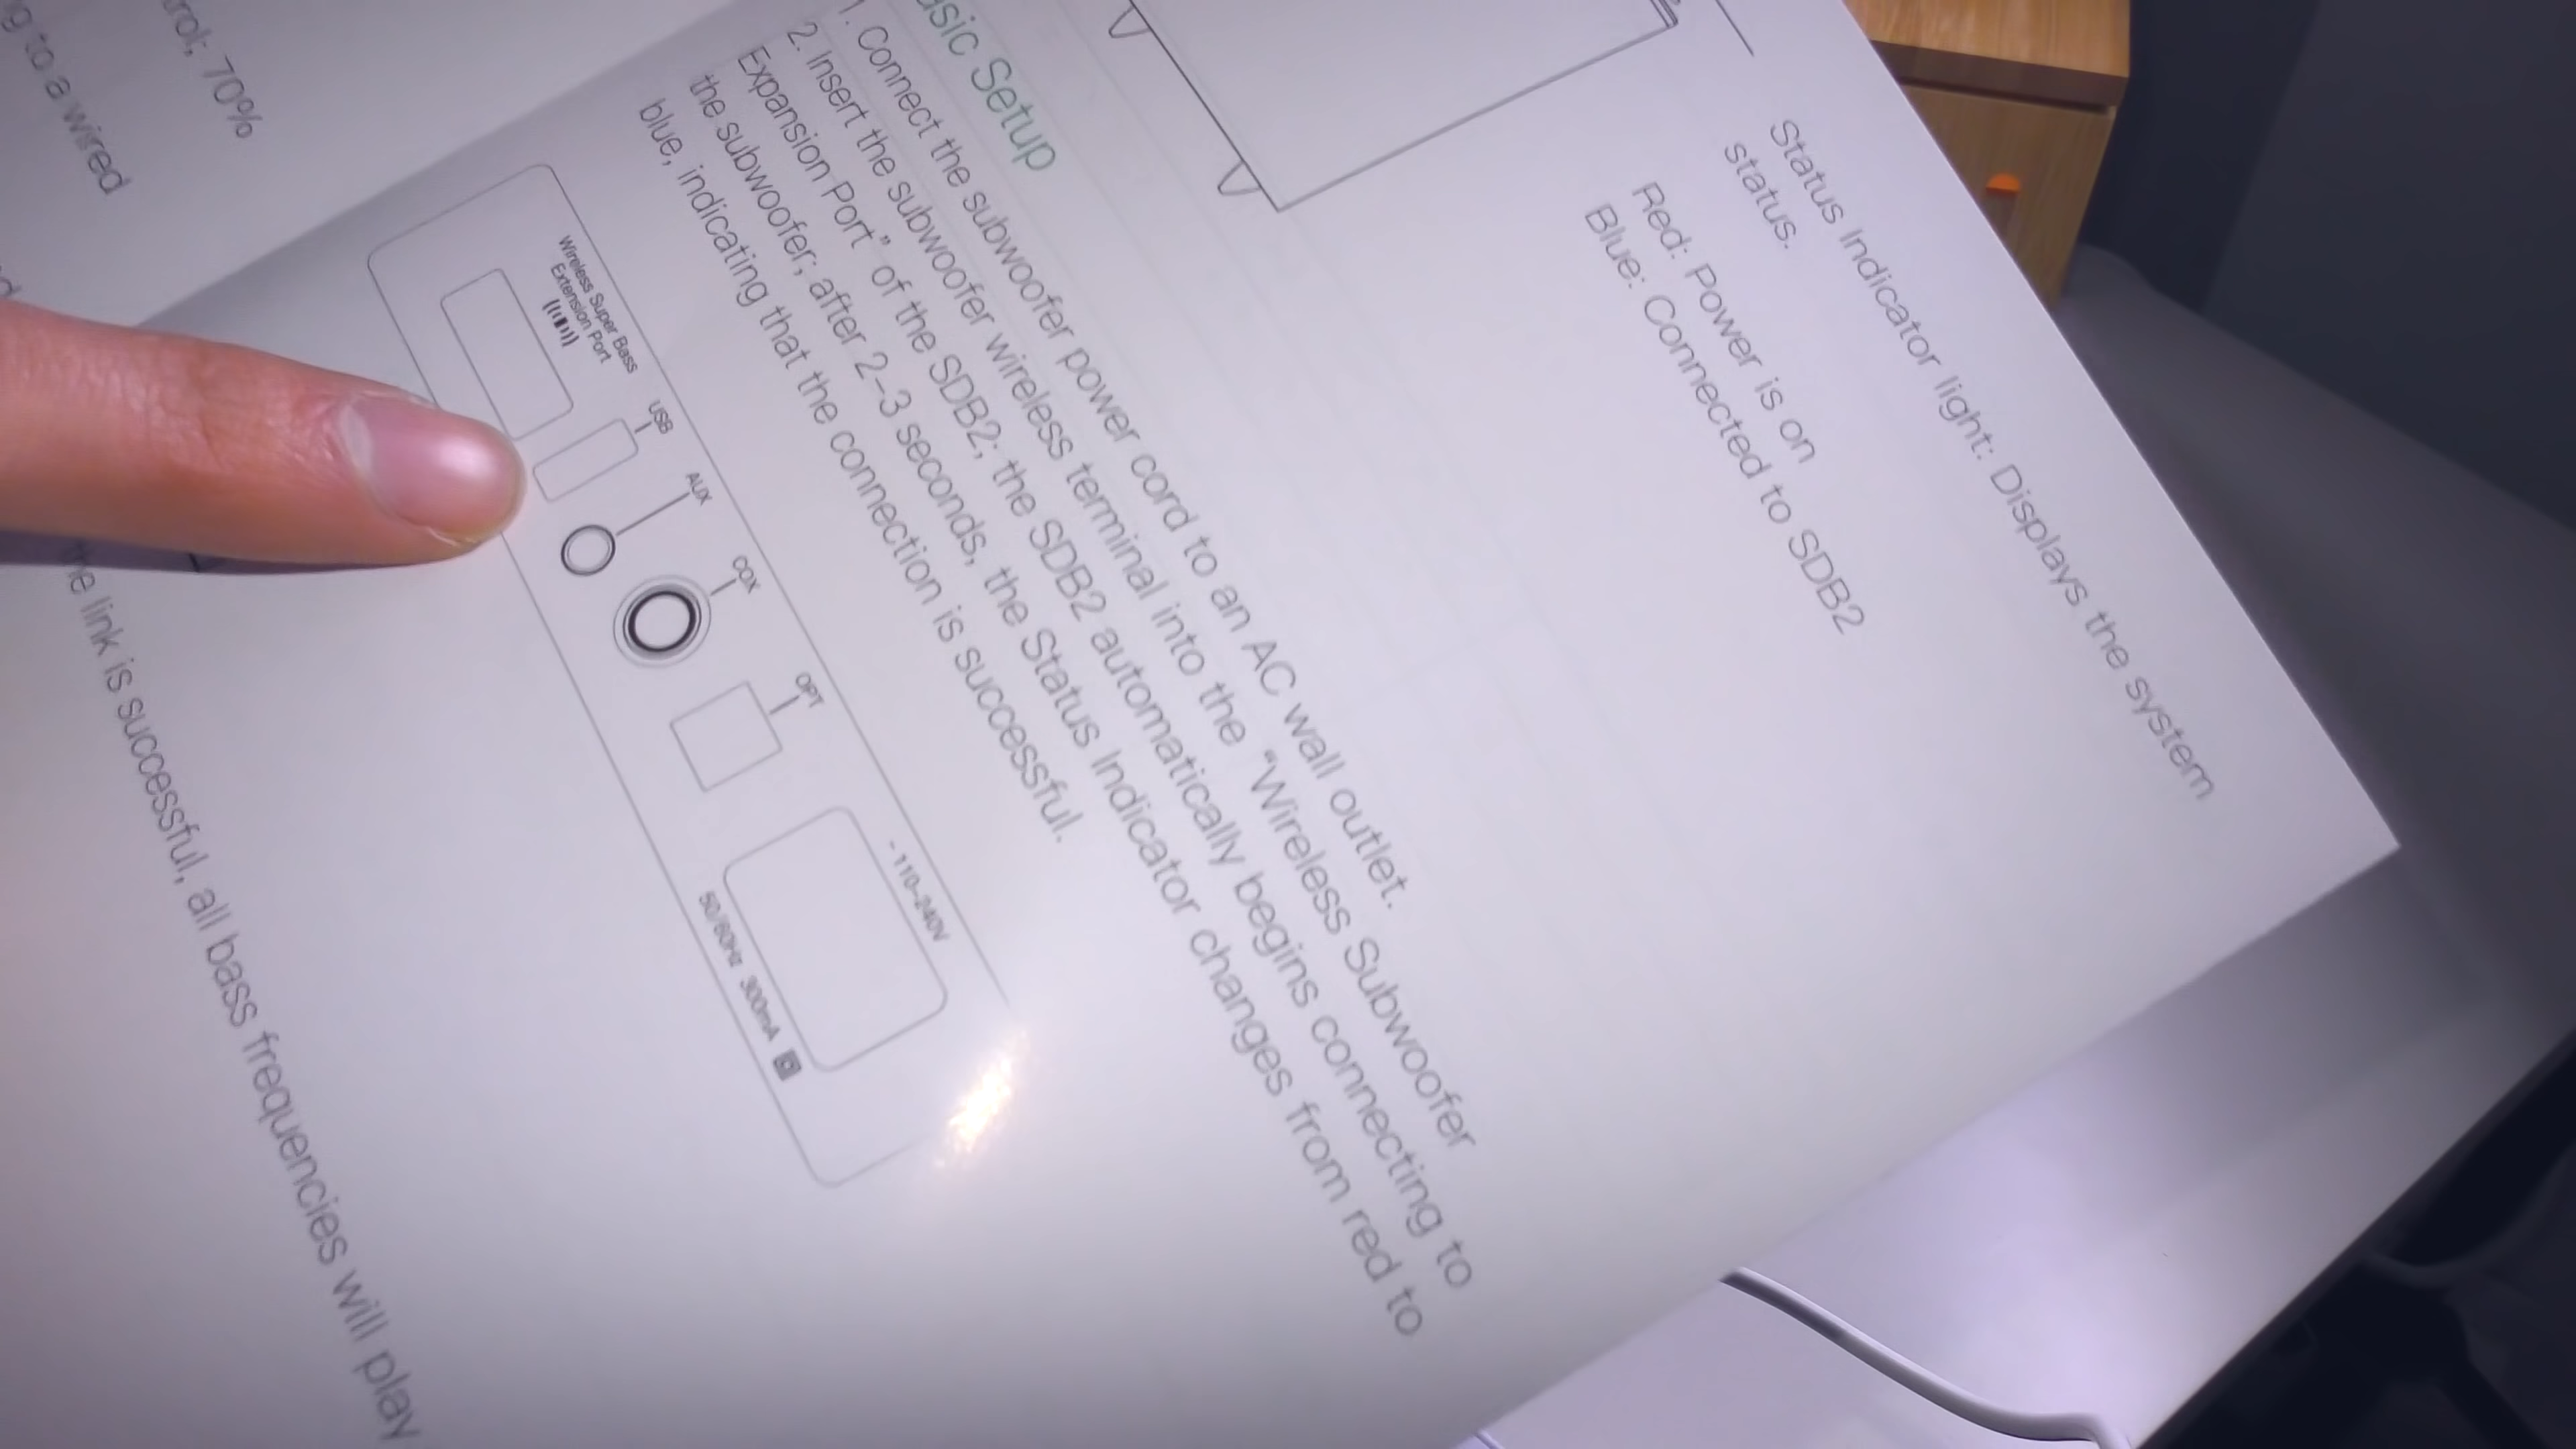 Status Indicator light: Displays the system
status.
Red: Power is on
Blue: Connected to SDB2
Setup
1. Connect the subwoofer power cord to an AC wall outlet.
2. Insert the subwoofer wireless terminal into the “Wireless Subwoofer
Expansion Port” of the SDB2; the SDB2 automatically begins connecting to
the subwoofer; after 2-3 seconds, the Status Indicator changes from red to
blue, indicating that the connection is successful.
Wireless Super Bass
Extension Port
USB
AUX
COX
OPT
~110-240V
50/60Hz 300mA
link is successful, all bass frequencies will play
70%
to a wired